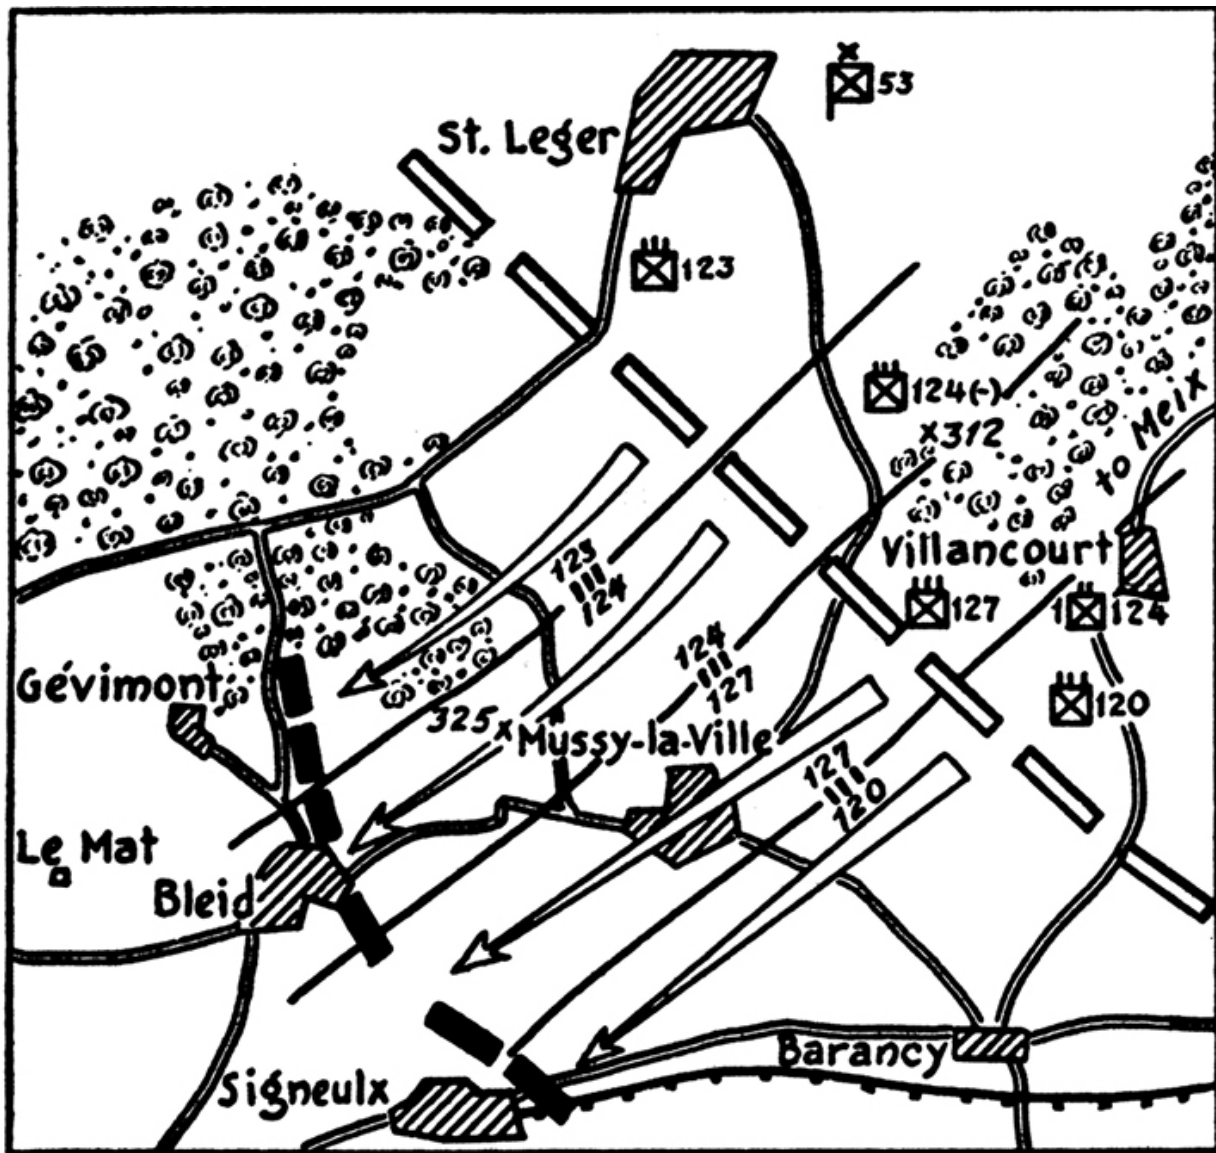 53
St. Leger
123
124(-)
x312
to Meix
Villancourt
127
1 124
123
III
124
120
124
III
127
Gévimont
325x
Mussy-la-Ville
127
III
120
Le Mat
Bleid
Barancy
Signeulx